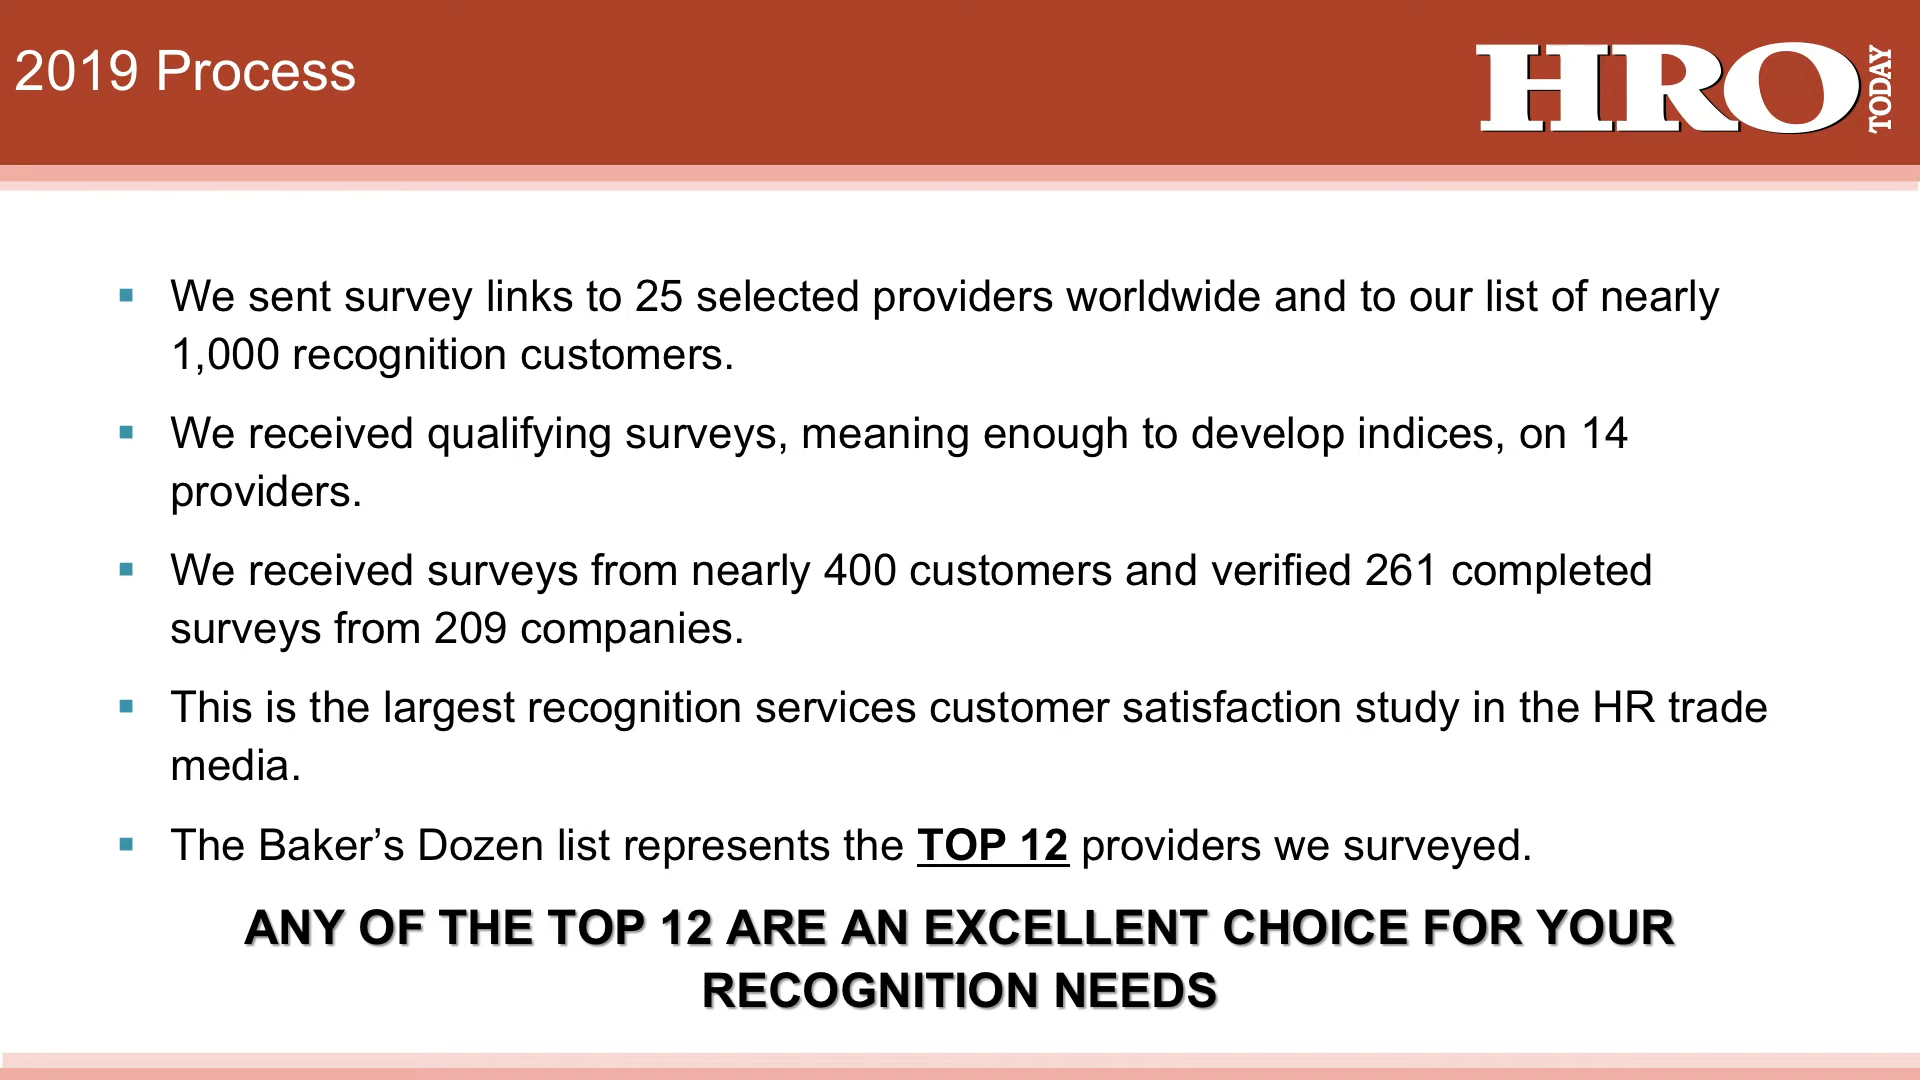 2019 Process
HRO TODAY
▪ We sent survey links to 25 selected providers worldwide and to our list of nearly
1,000 recognition customers.
▪ We received qualifying surveys, meaning enough to develop indices, on 14
providers.
▪ We received surveys from nearly 400 customers and verified 261 completed
surveys from 209 companies.
▪ This is the largest recognition services customer satisfaction study in the HR trade
media.
▪ The Baker’s Dozen list represents the TOP 12 providers we surveyed.
ANY OF THE TOP 12 ARE AN EXCELLENT CHOICE FOR YOUR
RECOGNITION NEEDS